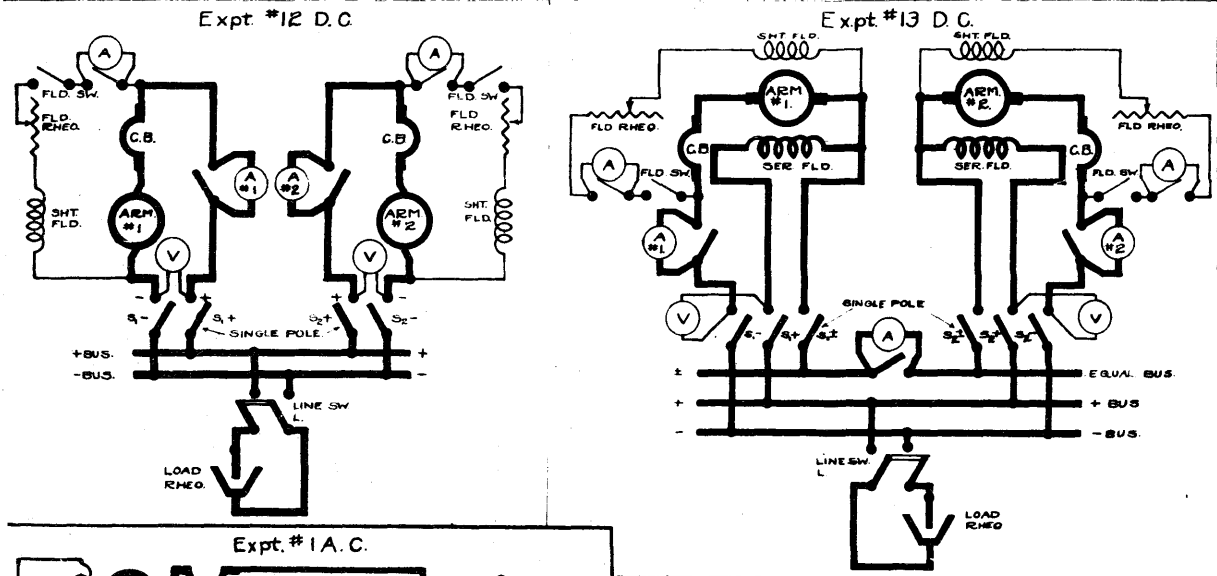 Expt. #12 D.C.
A
FLD. SW.
FLD.
RHEO.
C.B.
A
#1
SHT.
FLD.
ARM.
#1
V
A
FLD. SW
FLD
RHEO.
C.B.
A
#2
SHT.
FLD.
ARM.
#2
V
- +
S₁- S₁+
+ -
S₂+ S₂-
SINGLE POLE
+BUS. +
-BUS. -
LINE SW
L.
LOAD
RHEO.
Expt. #13 D.C.
SHT. FLD.
ARM.
#1.
FLD RHEO.
C.B
SER. FLD.
A
FLD. SW.
A
#1.
V
SHT. FLD.
ARM.
#2.
FLD RHEO.
C.B.
SER. FLD.
FLD. SW.
A
A
#2
V
SINGLE POLE
S₁- S₁+ S₁±
A
S₂± S₂+ S₂-
± EQUAL BUS.
+ + BUS
- - BUS.
LINE SW.
L
LOAD
RHEO
Expt. #1 A.C.